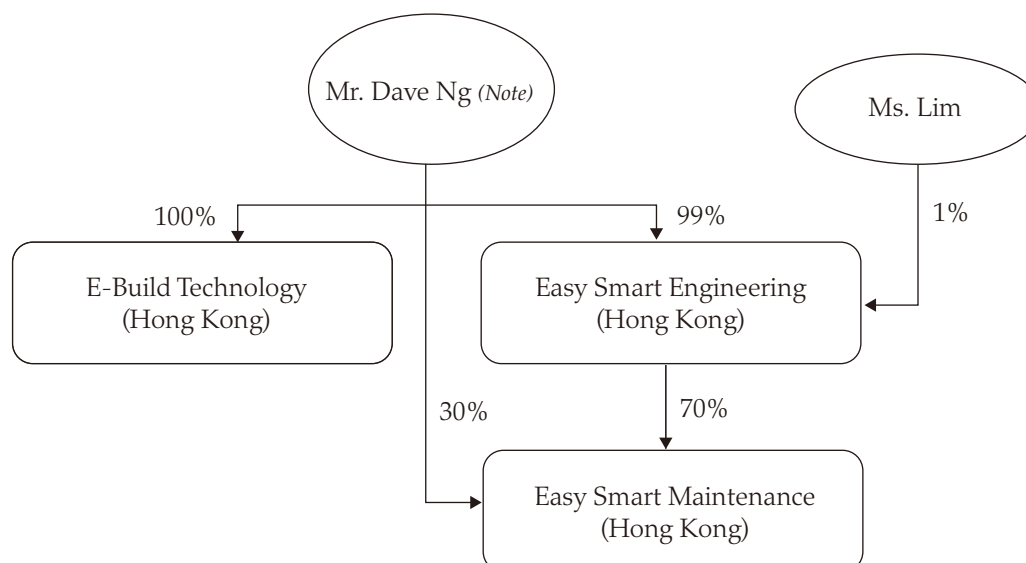 Mr. Dave Ng (Note)
Ms. Lim
100%
99%
1%
E-Build Technology
(Hong Kong)
Easy Smart Engineering
(Hong Kong)
30%
70%
Easy Smart Maintenance
(Hong Kong)